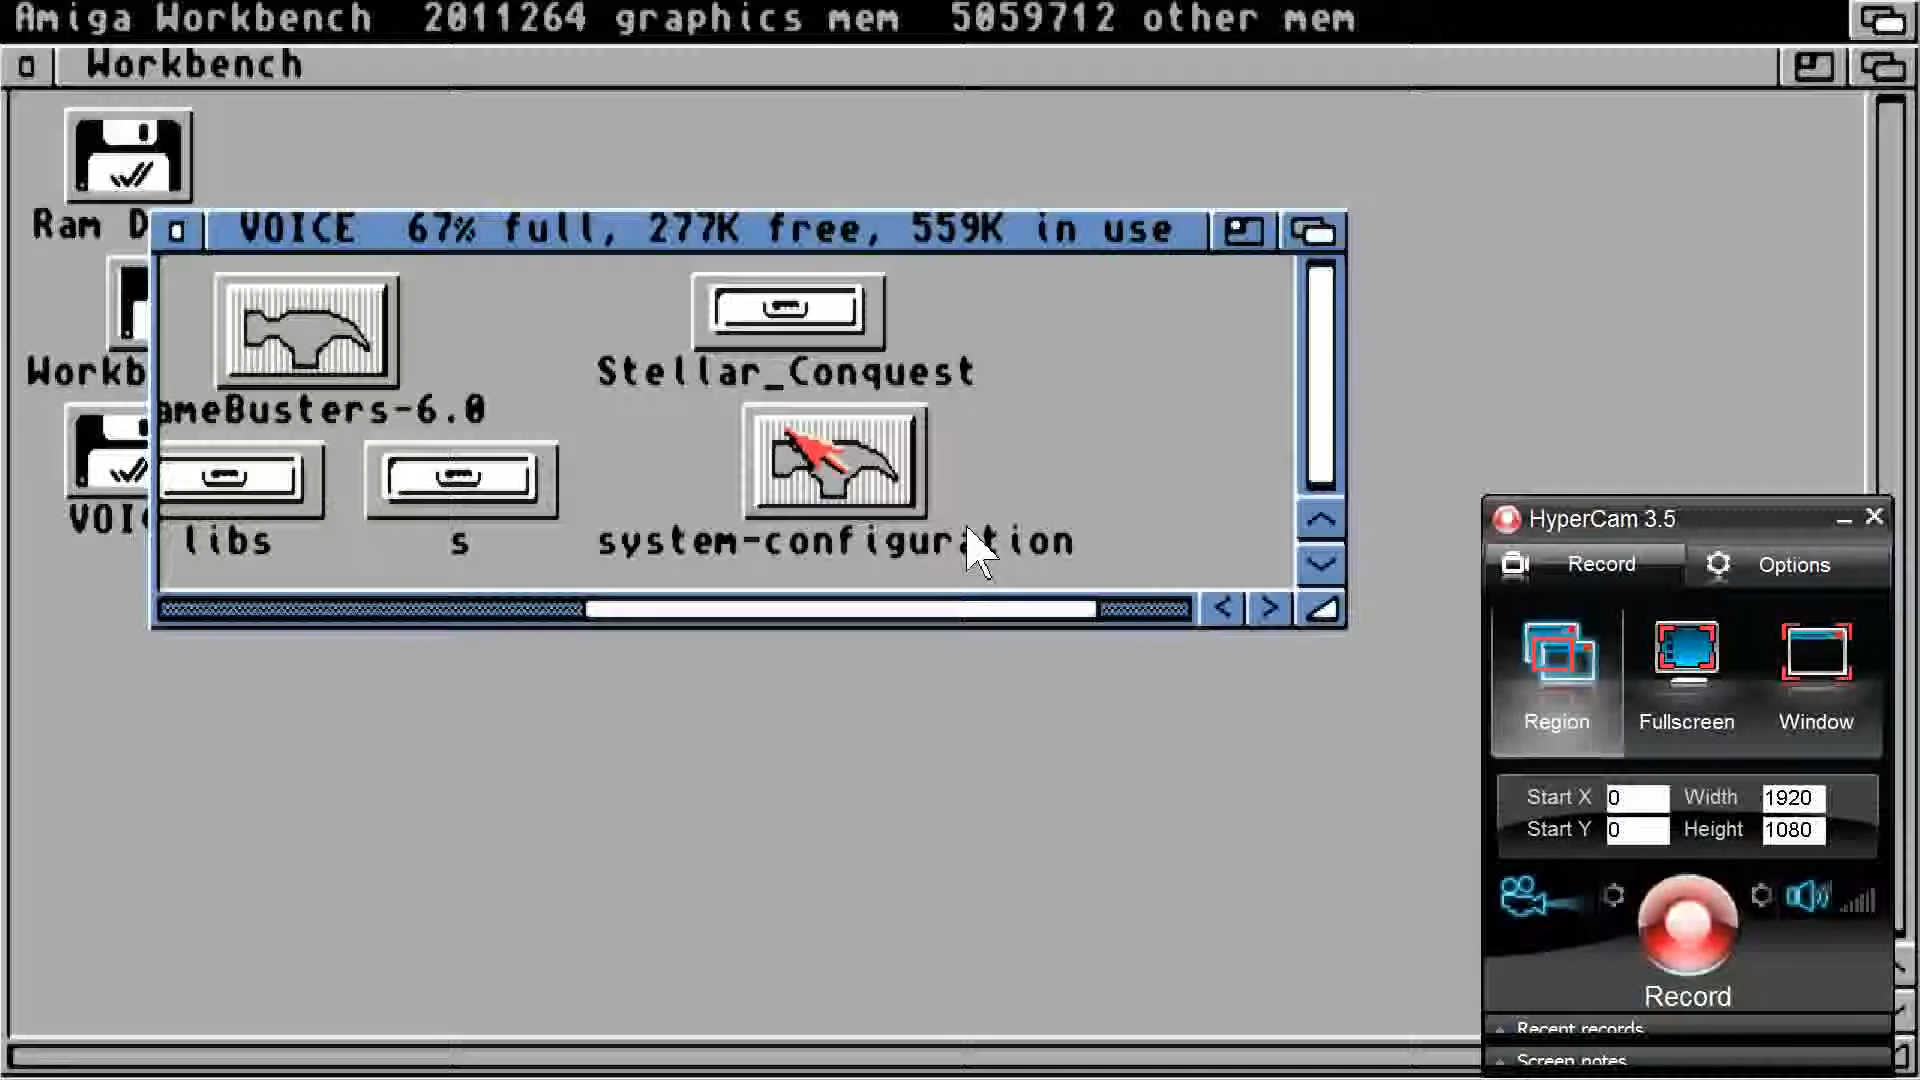 Amiga Workbench 2011264 graphics mem 5059712 other mem
Workbench
Ram D
VOICE 67% full, 277K free, 559K in use
Workb
Stellar_Conquest
ameBusters-6.0
VOI
libs
s
system-configuration
HyperCam 3.5
Record
Options
Region
Fullscreen
Window
Start X 0 Width 1920
Start Y 0 Height 1080
Record
Recent records
Screen notes